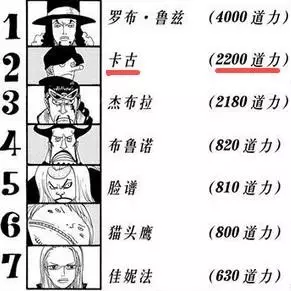 1 罗布·鲁兹 (4000道力)
2 卡古 (2200道力)
3 杰布拉 (2180道力)
4 布鲁诺 (820道力)
5 脸谱 (810道力)
6 猫头鹰 (800道力)
7 佳妮法 (630道力)